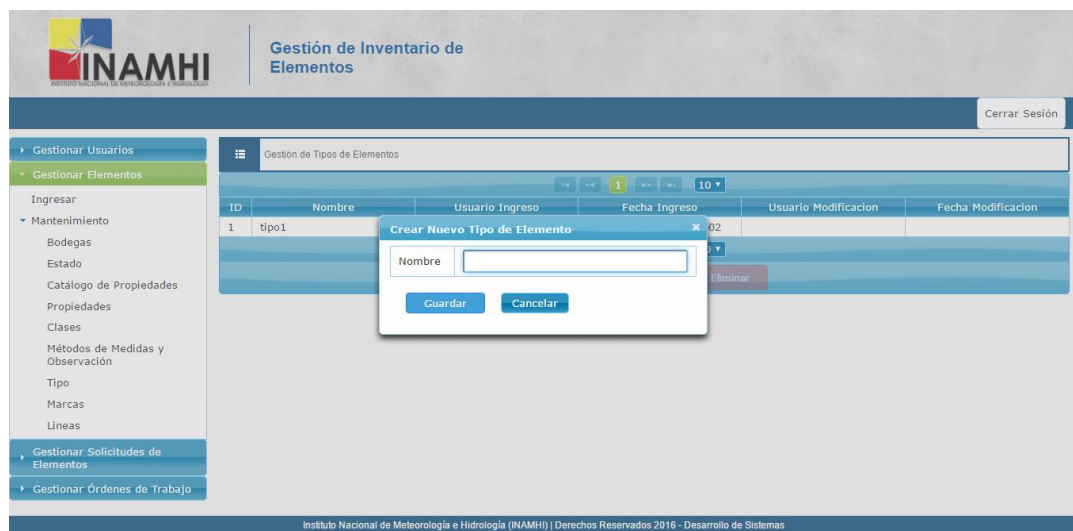 INAMHI
INSTITUTO NACIONAL DE METEOROLOGÍA E HIDROLOGÍA
Gestión de Inventario de
Elementos
Cerrar Sesión
Gestionar Usuarios
Gestionar Elementos
Ingresar
Mantenimiento
Bodegas
Estado
Catálogo de Propiedades
Propiedades
Clases
Métodos de Medidas y
Observación
Tipo
Marcas
Lineas
Gestionar Solicitudes de
Elementos
Gestionar Órdenes de Trabajo
Gestión de Tipos de Elementos
1 10
ID Nombre Usuario Ingreso Fecha Ingreso Usuario Modificacion Fecha Modificacion
1 tipo1 02
Eliminar
Crear Nuevo Tipo de Elemento
Nombre
Guardar Cancelar
Instituto Nacional de Meteorología e Hidrología (INAMHI) | Derechos Reservados 2016 - Desarrollo de Sistemas